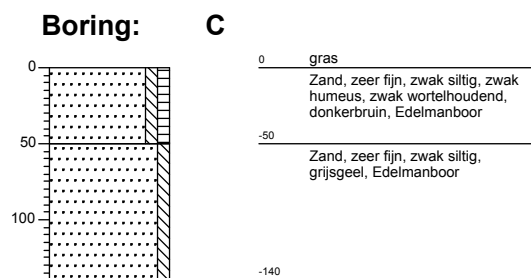 Boring: C
0
50
100
0 gras
Zand, zeer fijn, zwak siltig, zwak
humeus, zwak wortelhoudend,
donkerbruin, Edelmanboor
-50
Zand, zeer fijn, zwak siltig,
grijsgeel, Edelmanboor
-140